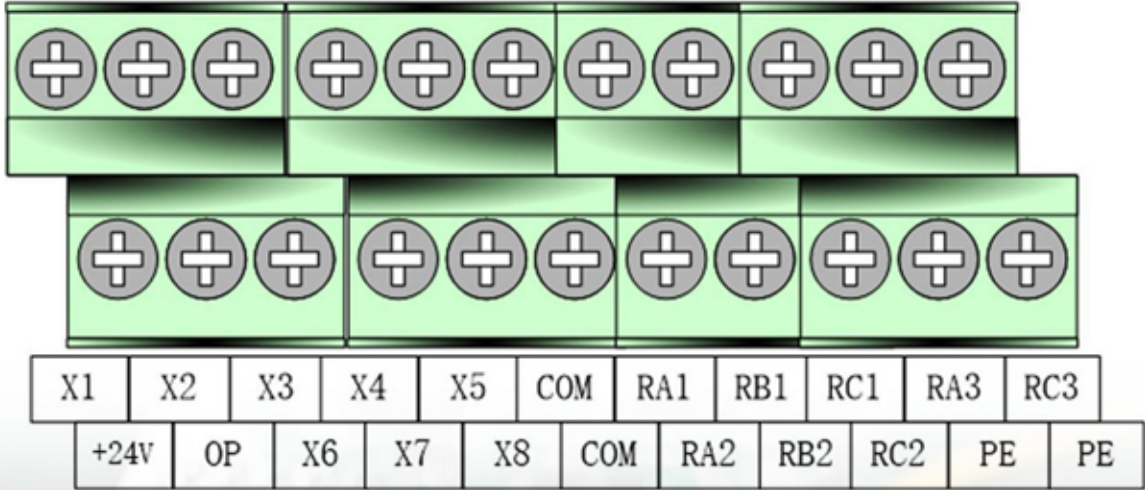 X1 X2 X3 X4 X5 COM RA1 RB1 RC1 RA3 RC3
+24V OP X6 X7 X8 COM RA2 RB2 RC2 PE PE